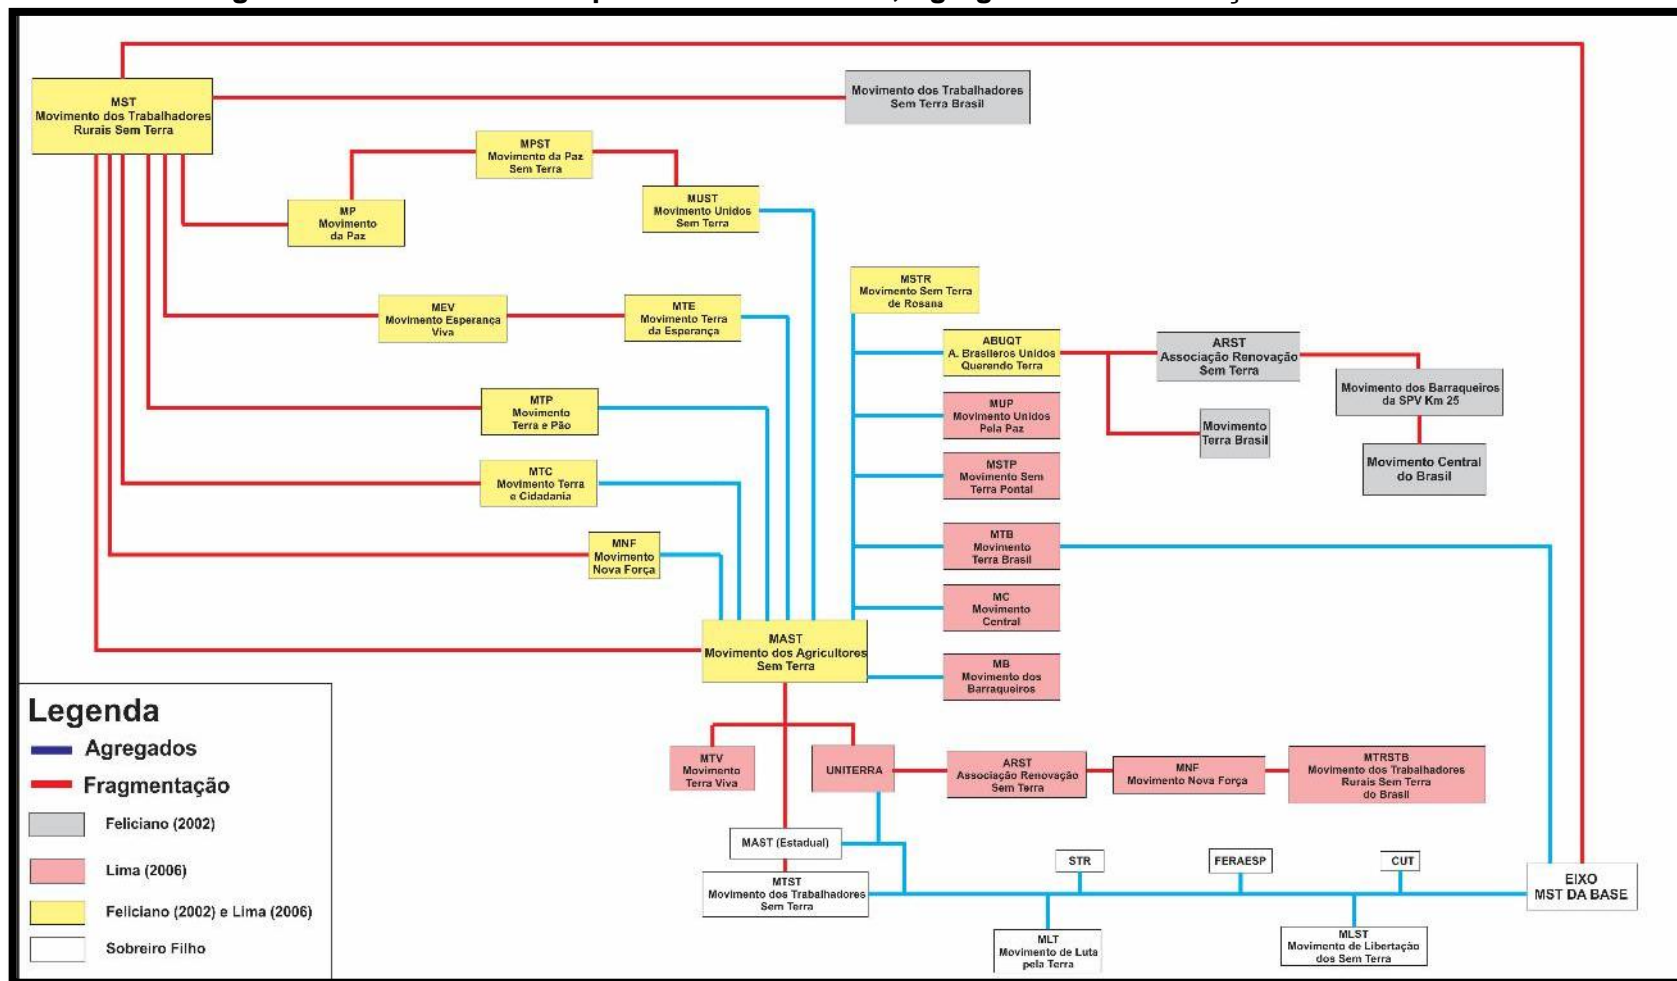 MST
Movimento dos Trabalhadores
Rurais Sem Terra
Movimento dos Trabalhadores
Sem Terra Brasil
MPST
Movimento da Paz
Sem Terra
MP
Movimento
da Paz
MUST
Movimento Unidos
Sem Terra
MEV
Movimento Esperança
Viva
MTE
Movimento Terra
da Esperança
MSTR
Movimento Sem Terra
de Rosana
ABUQT
A. Brasileros Unidos
Querendo Terra
ARST
Associação Renovação
Sem Terra
Movimento dos Barraqueiros
da SPV Km 25
Movimento
Terra Brasil
Movimento Central
do Brasil
MTP
Movimento
Terra e Pão
MUP
Movimento Unidos
Pela Paz
MTC
Movimento Terra
e Cidadania
MSTP
Movimento Sem
Terra Pontal
MNF
Movimento
Nova Força
MTB
Movimento
Terra Brasil
MC
Movimento
Central
MAST
Movimento dos Agricultores
Sem Terra
MB
Movimento dos
Barraqueiros
MTV
Movimento
Terra Viva
UNITERRA
ARST
Associação Renovação
Sem Terra
MNF
Movimento Nova Força
MTRSTB
Movimento dos Trabalhadores
Rurais Sem Terra
do Brasil
MAST (Estadual)
MTST
Movimento dos Trabalhadores
Sem Terra
STR
FERAESP
CUT
EIXO
MST DA BASE
MLT
Movimento de Luta
pela Terra
MLST
Movimento de Libertação
dos Sem Terra
Legenda
Agregados
Fragmentação
Feliciano (2002)
Lima (2006)
Feliciano (2002) e Lima (2006)
Sobreiro Filho